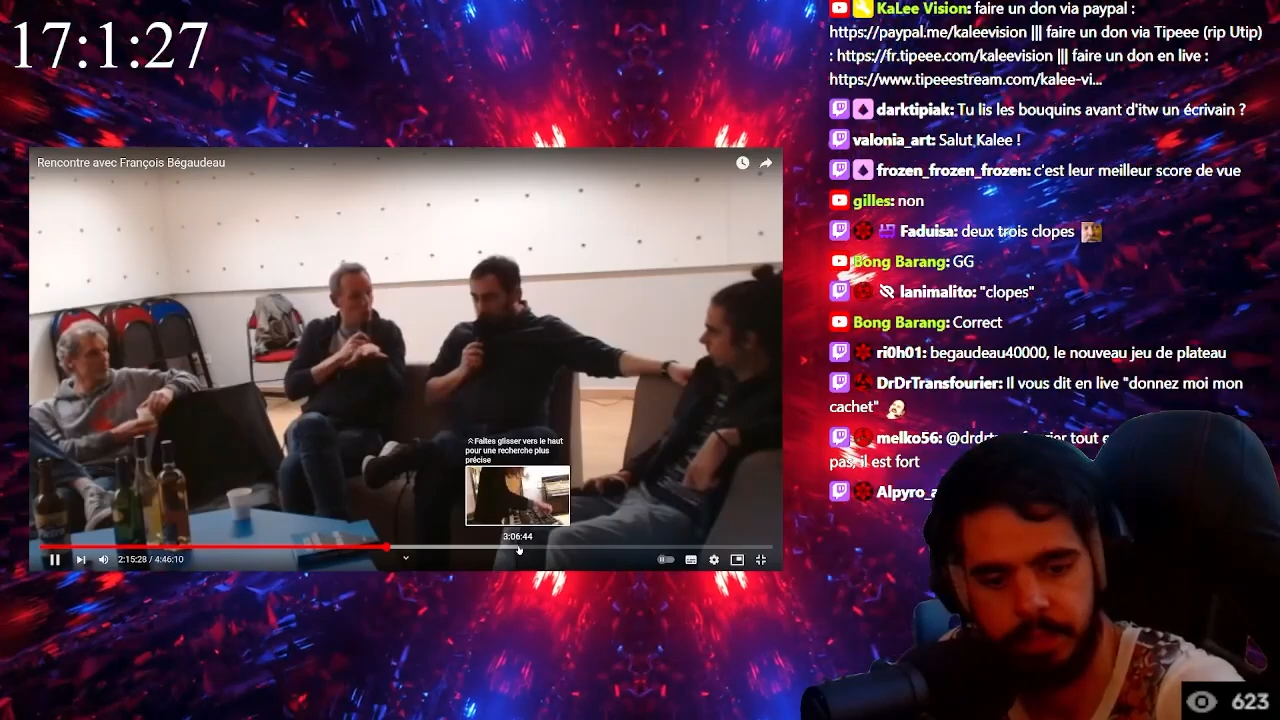 17:1:27
Rencontre avec François Bégaudeau
Faites glisser vers le haut
pour une recherche plus
précise
3:06:44
2:15:28 / 4:46:10
KaLee Vision: faire un don via paypal :
https://paypal.me/kaleevision ||| faire un don via Tipeee (rip Utip)
: https://fr.tipeee.com/kaleevision ||| faire un don en live :
https://www.tipeeestream.com/kalee-vi...
darktipiak: Tu lis les bouquins avant d'itw un écrivain ?
valonia_art: Salut Kalee !
frozen_frozen_frozen: c'est leur meilleur score de vue
gilles: non
Faduisa: deux trois clopes
Bong Barang: GG
lanimalito: "clopes"
Bong Barang: Correct
ri0h01: begaudeau40000, le nouveau jeu de plateau
DrDrTransfourier: Il vous dit en live "donnez moi mon
cachet"
melko56: tout
pas, il est fort
623